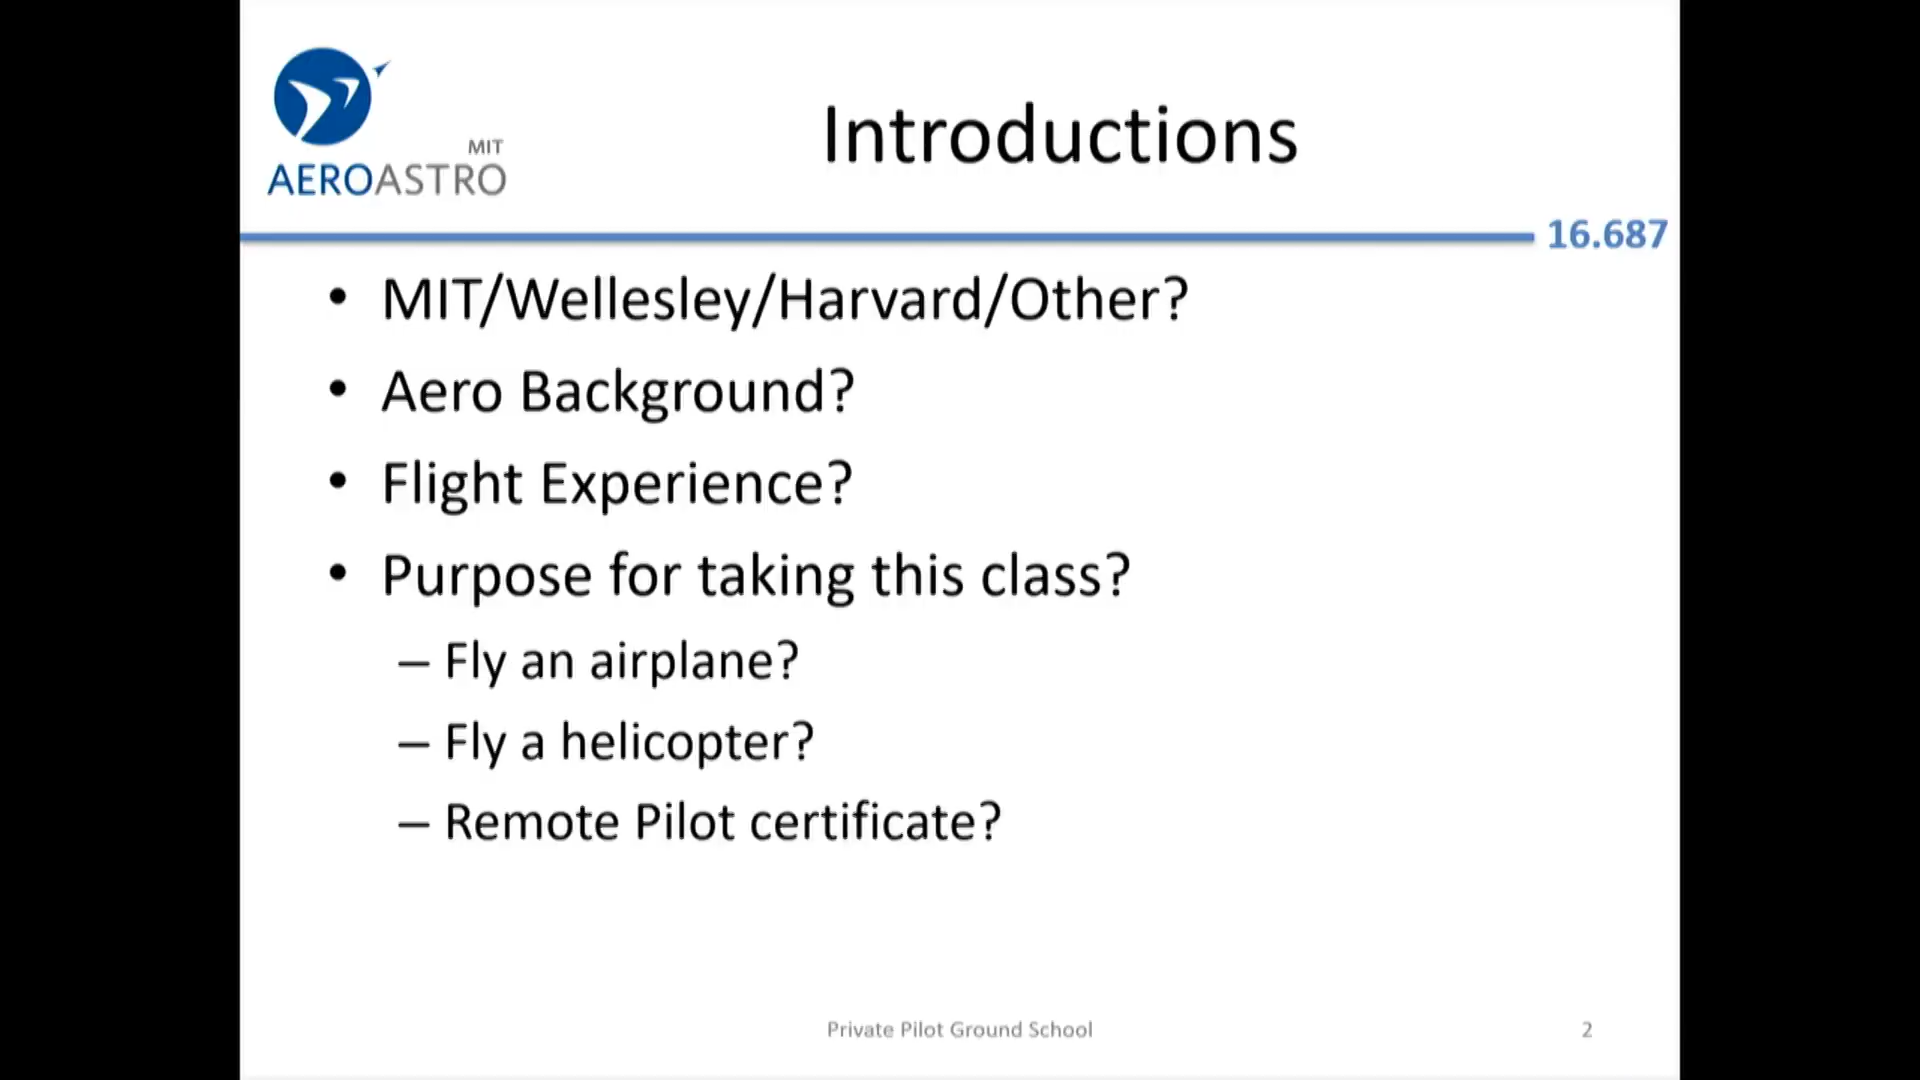 MIT
AEROASTRO
Introductions
16.687
• MIT/Wellesley/Harvard/Other?
• Aero Background?
• Flight Experience?
• Purpose for taking this class?
– Fly an airplane?
– Fly a helicopter?
– Remote Pilot certificate?
Private Pilot Ground School
2